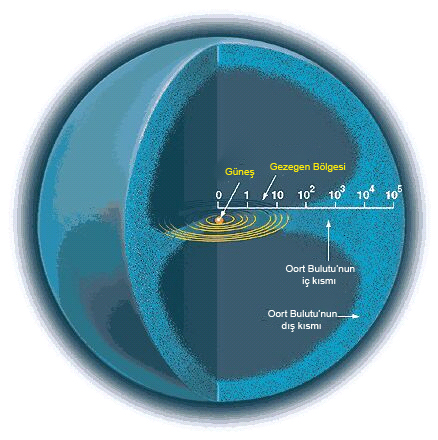 Güneş
Gezegen Bölgesi
0 1 10 10² 10³ 10⁴ 10⁵
Oort Bulutu'nun
iç kısmı
Oort Bulutu'nun
dış kısmı